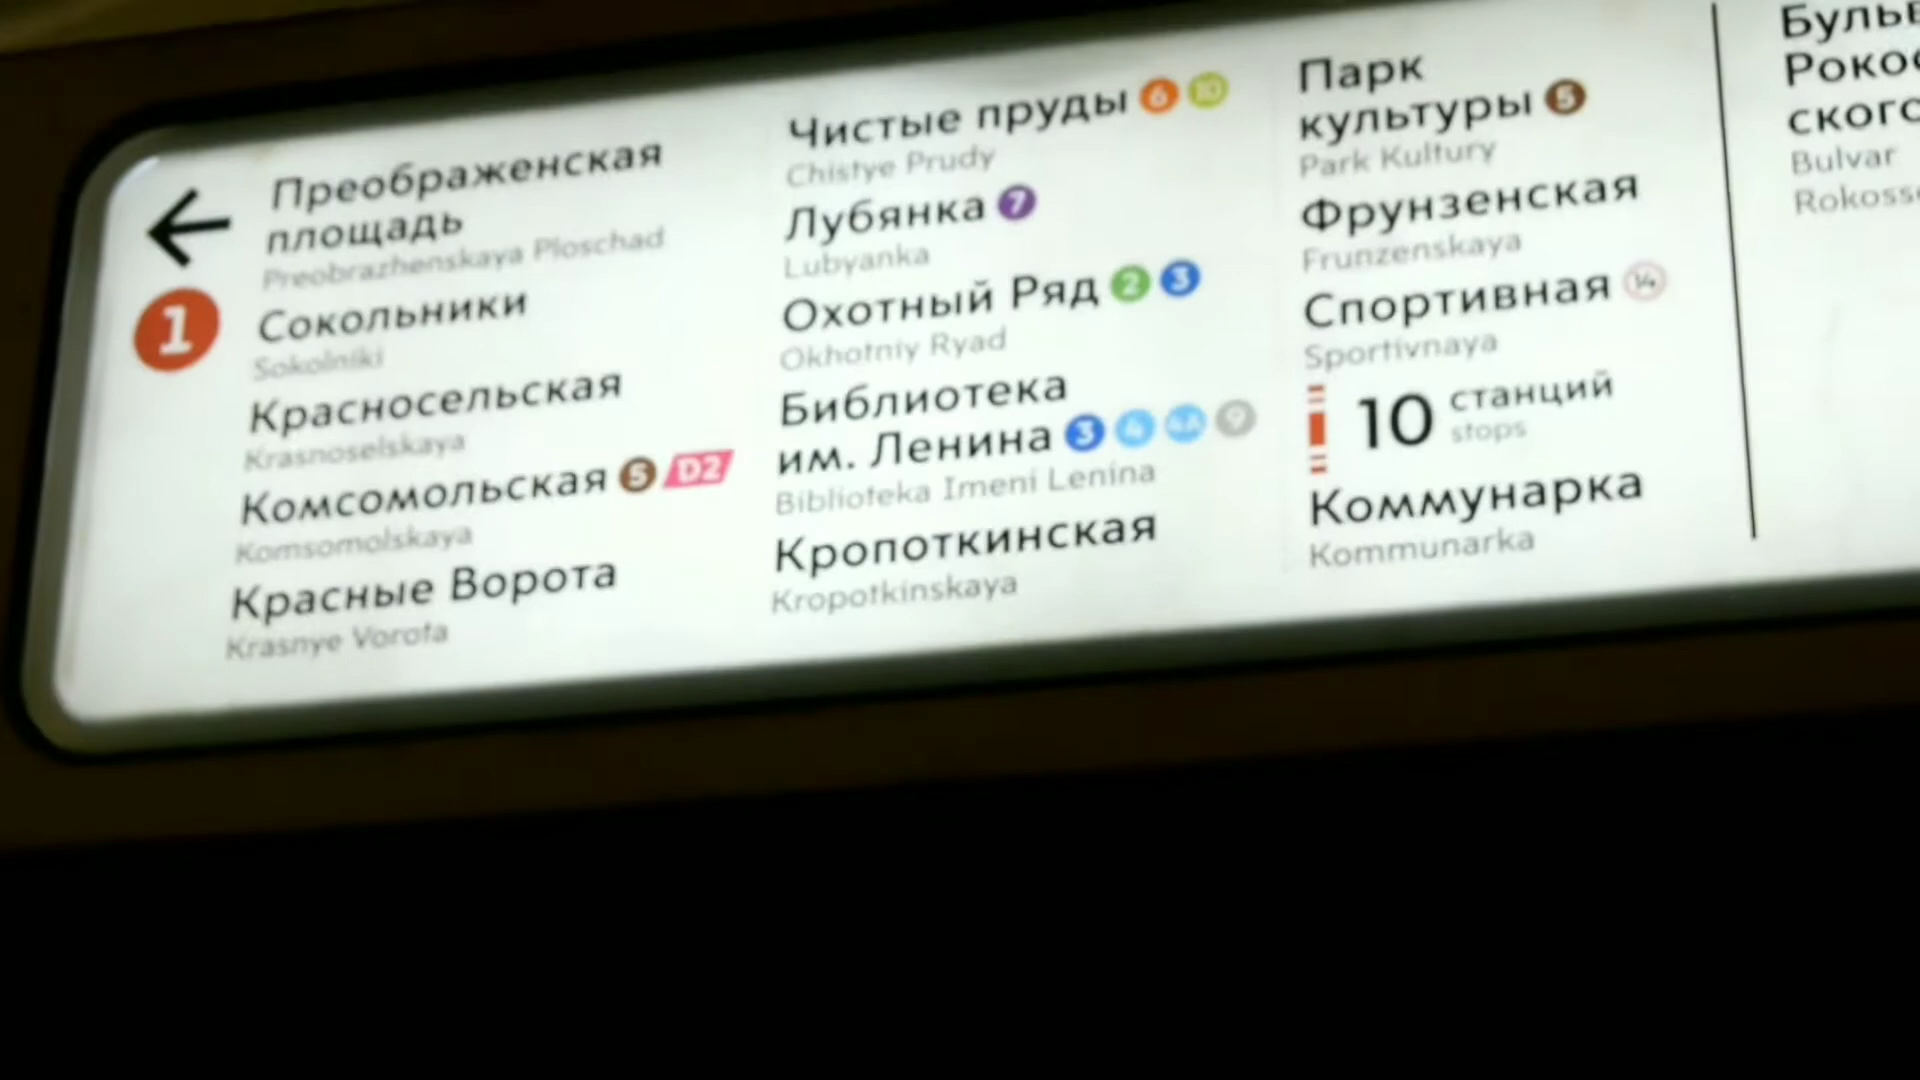 ←
1
Преображенская
площадь
Preobrazhenskaya Ploschad
Сокольники
Sokolniki
Красносельская
Krasnoselskaya
Комсомольская 5 D2
Komsomolskaya
Красные Ворота
Krasnye Vorota
Чистые пруды 6 10
Chistye Prudy
Лубянка 7
Lubyanka
Охотный Ряд 2 3
Okhotniy Ryad
Библиотека
им. Ленина 3 4 4A 9
Biblioteka Imeni Lenina
Кропоткинская
Kropotkinskaya
Парк
культуры 5
Park Kultury
Фрунзенская
Frunzenskaya
Спортивная 14
Sportivnaya
10 станций
stops
Коммунарка
Kommunarka
Bulvar